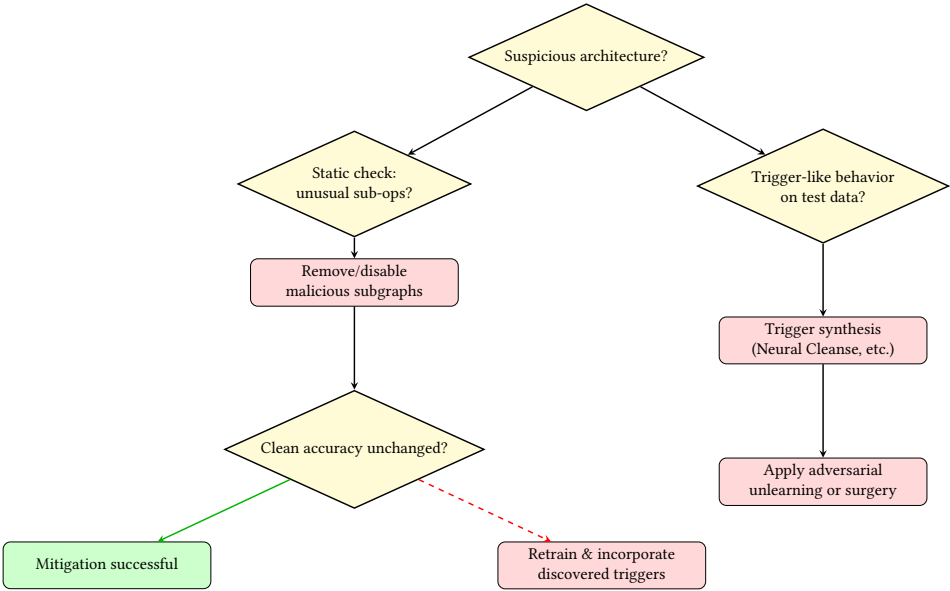 Suspicious architecture?
Static check:
unusual sub-ops?
Trigger-like behavior
on test data?
Remove/disable
malicious subgraphs
Trigger synthesis
(Neural Cleanse, etc.)
Clean accuracy unchanged?
Apply adversarial
unlearning or surgery
Mitigation successful
Retrain & incorporate
discovered triggers